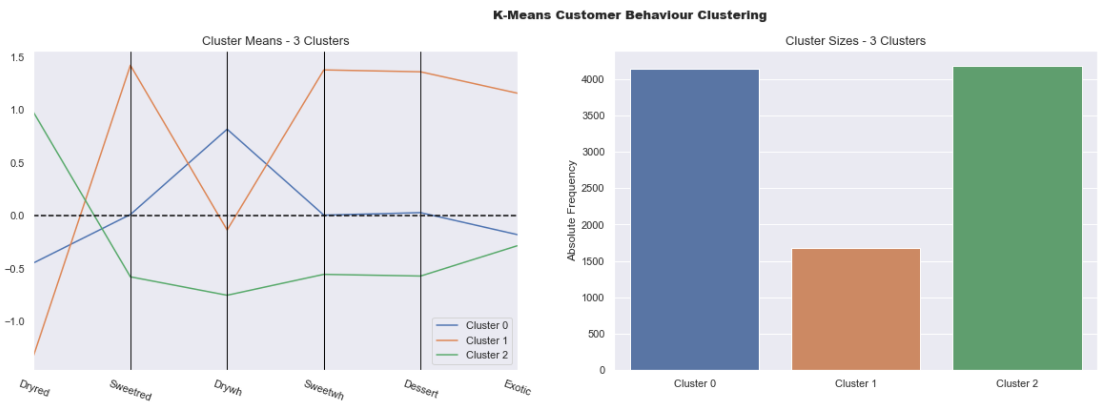 K-Means Customer Behaviour Clustering
Cluster Means - 3 Clusters
1.5
1.0
0.5
0.0
−0.5
−1.0
Dryred
Sweetred
Drywh
Sweetwh
Dessert
Exotic
Cluster 0
Cluster 1
Cluster 2
Cluster Sizes - 3 Clusters
Absolute Frequency
4000
3500
3000
2500
2000
1500
1000
500
0
Cluster 0
Cluster 1
Cluster 2